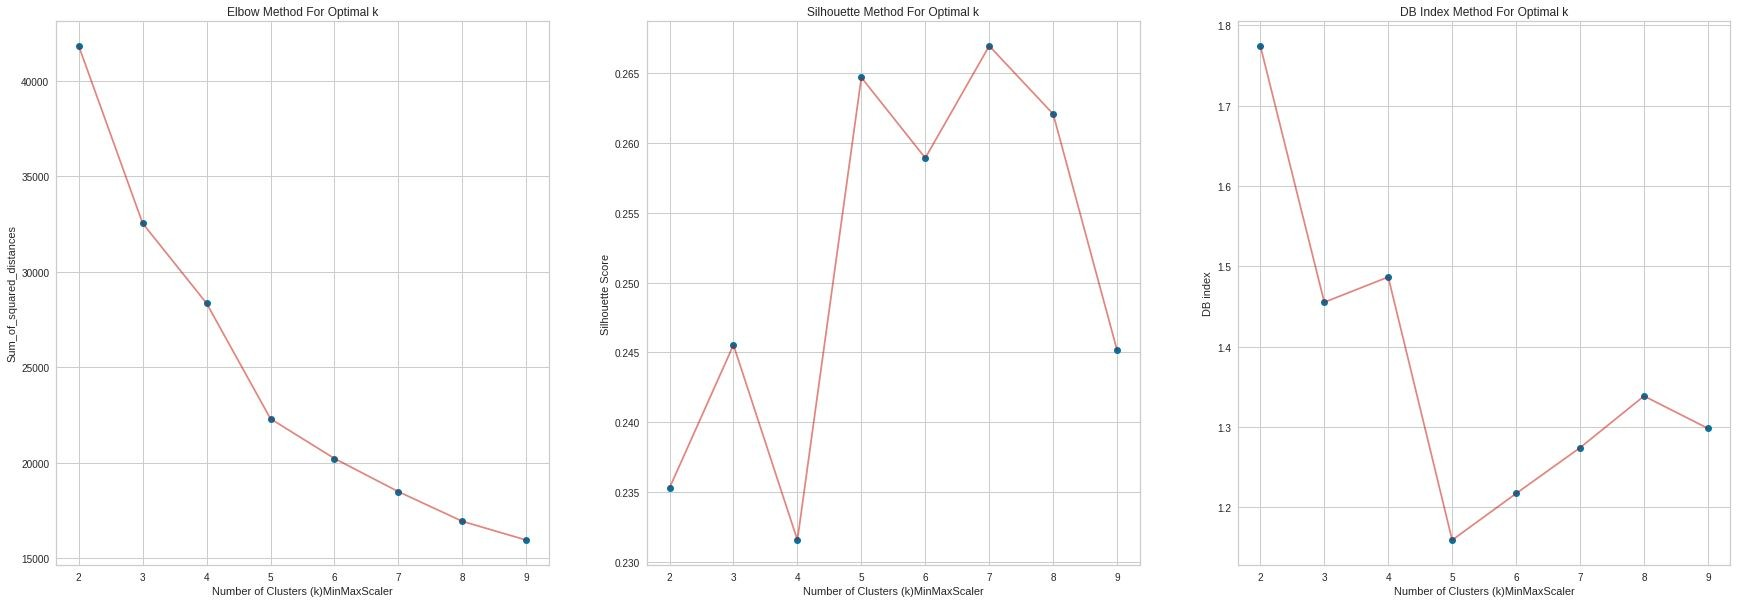 Elbow Method For Optimal k
Sum_of_squared_distances
40000
35000
30000
25000
20000
15000
2 3 4 5 6 7 8 9
Number of Clusters (k)MinMaxScaler
Silhouette Method For Optimal k
Silhouette Score
0.265
0.260
0.255
0.250
0.245
0.240
0.235
0.230
2 3 4 5 6 7 8 9
Number of Clusters (k)MinMaxScaler
DB Index Method For Optimal k
DB index
1.8
1.7
1.6
1.5
1.4
1.3
1.2
2 3 4 5 6 7 8 9
Number of Clusters (k)MinMaxScaler